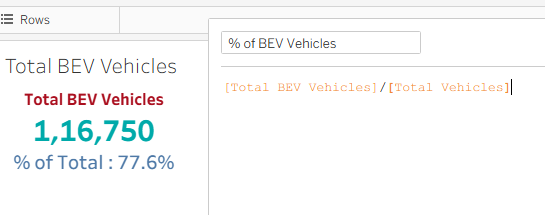 Rows
% of BEV Vehicles
Total BEV Vehicles
[Total BEV Vehicles]/[Total Vehicles]
Total BEV Vehicles
1,16,750
% of Total : 77.6%